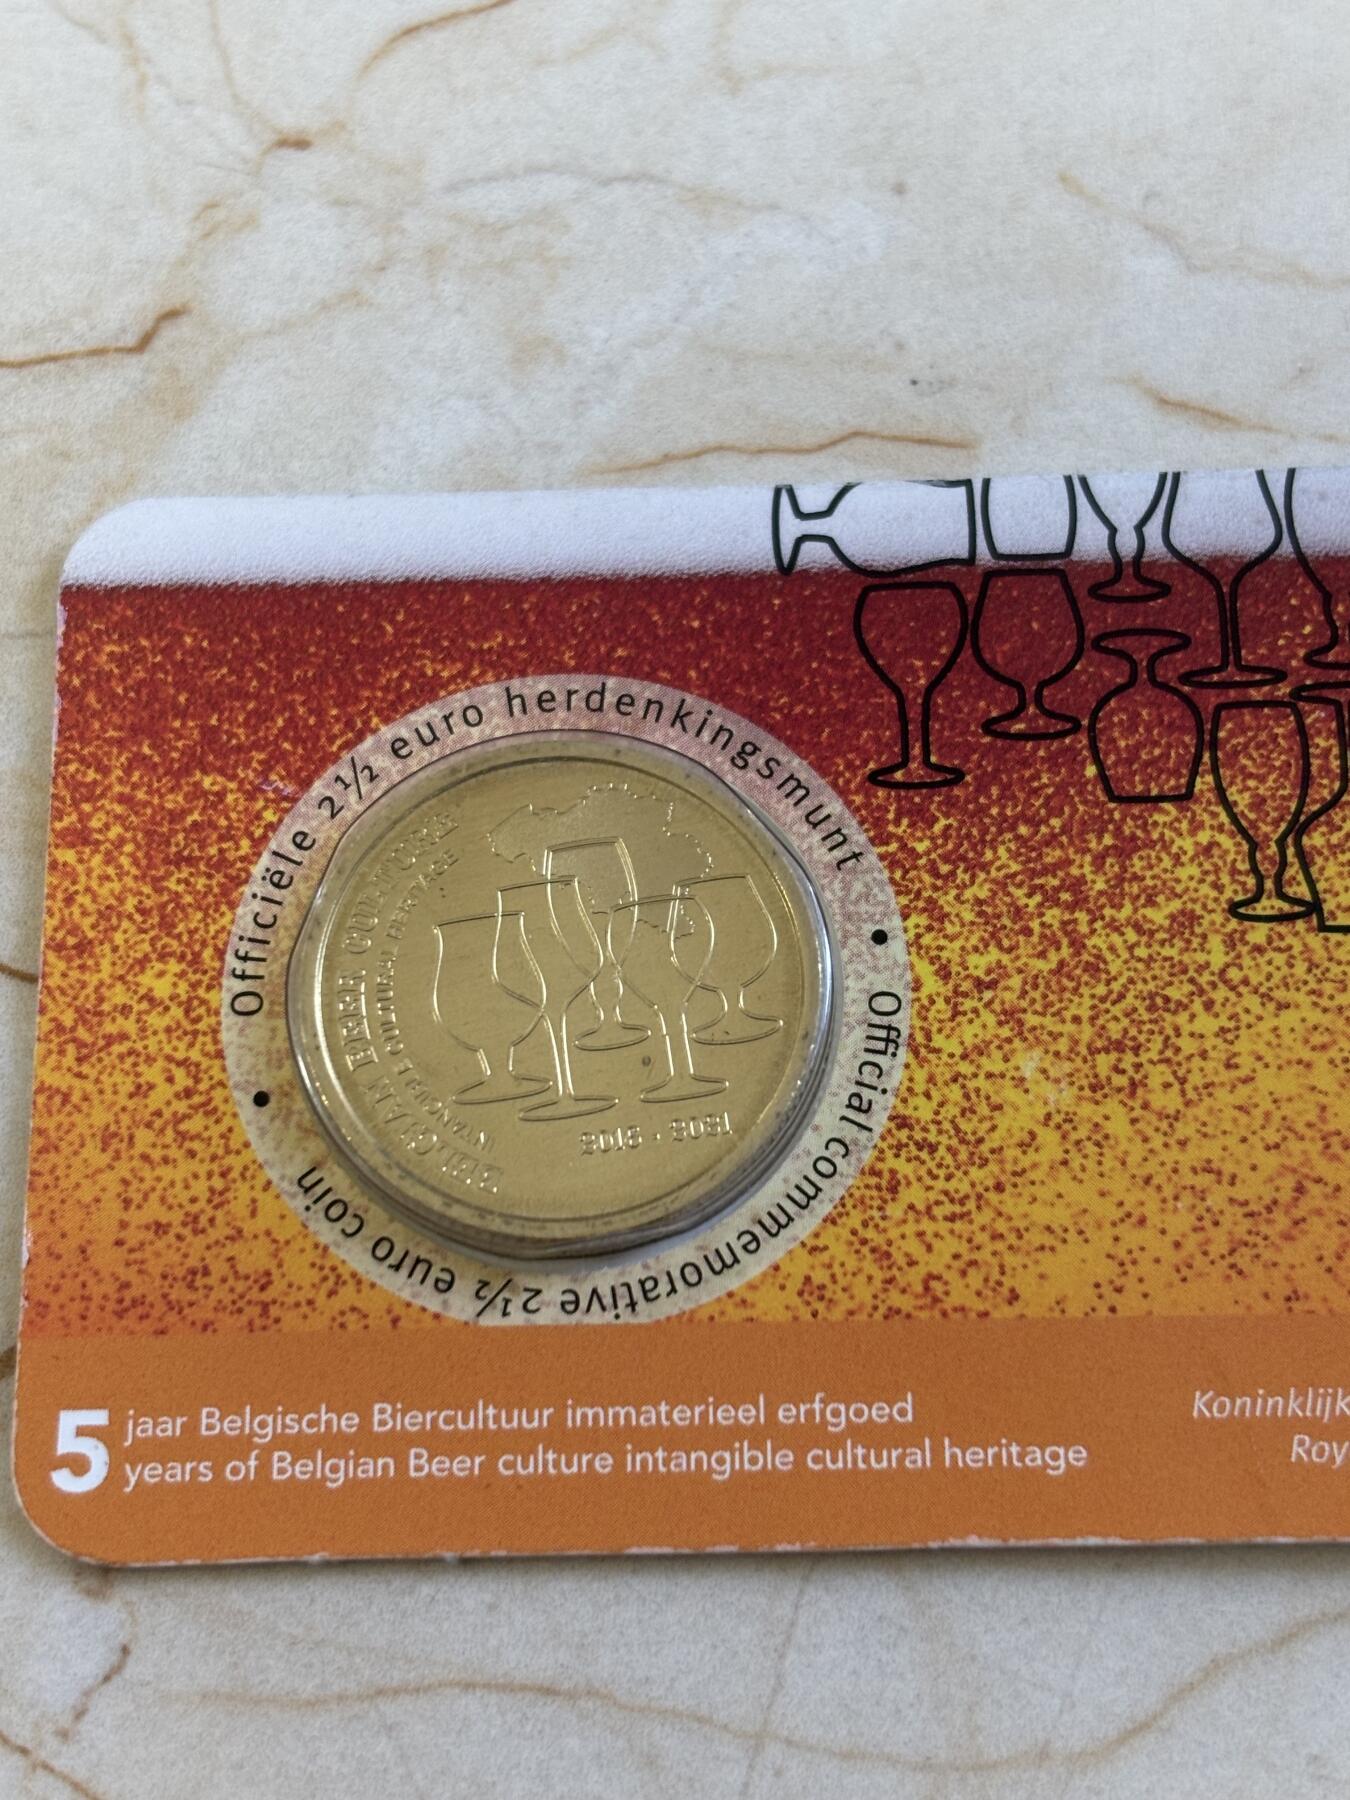 Officiële 2½ euro herdenkingsmunt
• Official commemorative 2½ euro coin •
BELGIAN BEER CULTURE
INTANGIBLE CULTURAL HERITAGE
2016 - 2021
5 jaar Belgische Biercultuur immaterieel erfgoed
years of Belgian Beer culture intangible cultural heritage
Koninklijk
Roy